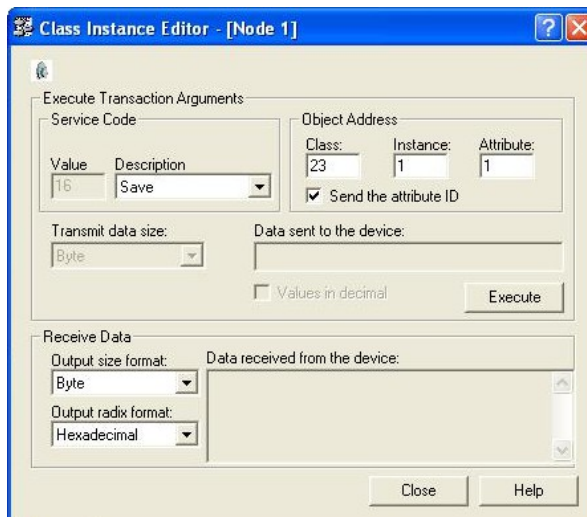 Class Instance Editor - [Node 1]
Execute Transaction Arguments
Service Code
Object Address
Value Description
Class: Instance: Attribute:
16 Save
23 1 1
Send the attribute ID
Transmit data size:
Data sent to the device:
Byte
Values in decimal
Execute
Receive Data
Output size format:
Data received from the device:
Byte
Output radix format:
Hexadecimal
Close Help